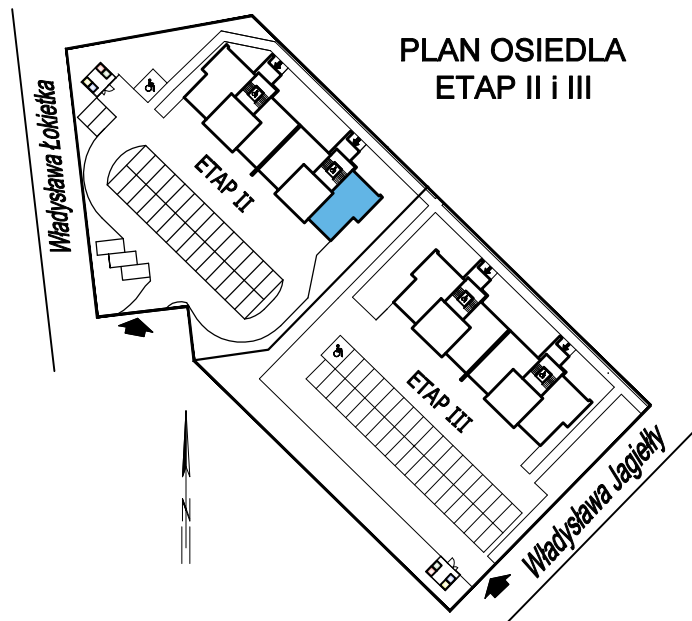 PLAN OSIEDLA
ETAP II i III
Władysława Łokietka
ETAP II
ETAP III
Władysława Jagiełły
N